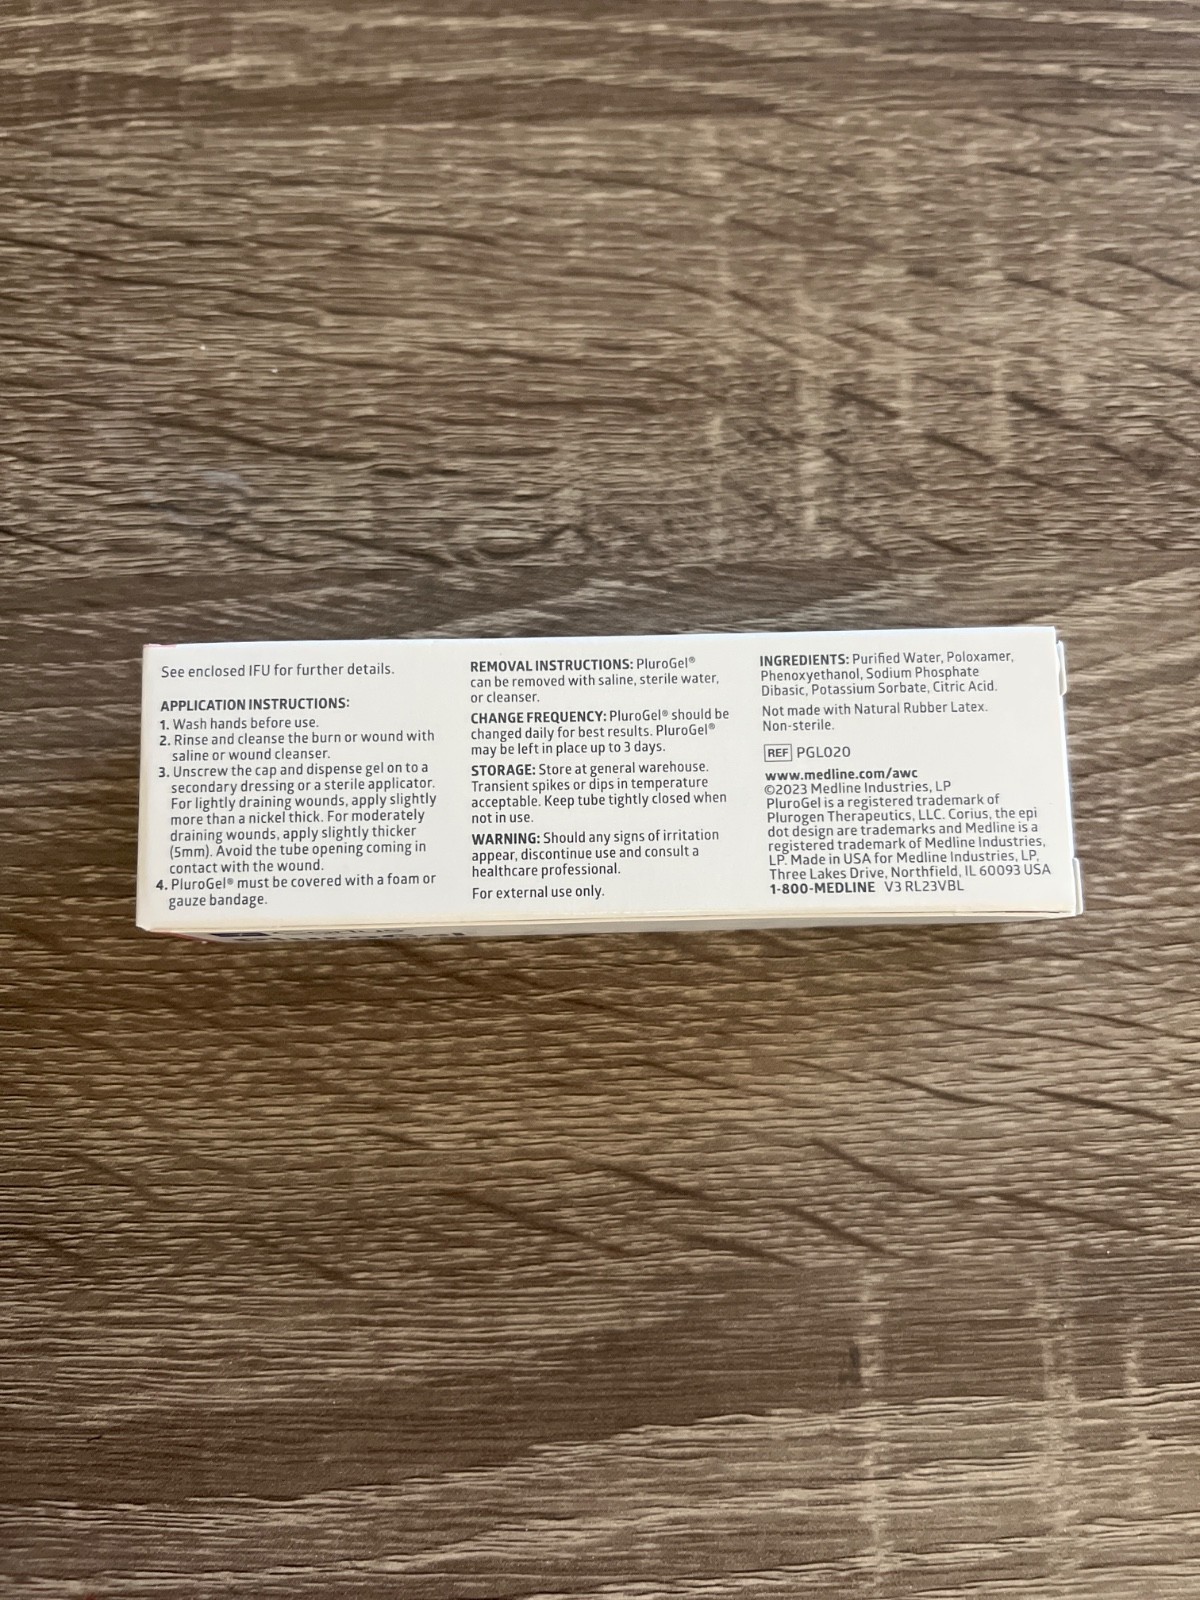 See enclosed IFU for further details.
APPLICATION INSTRUCTIONS:
1. Wash hands before use.
2. Rinse and cleanse the burn or wound with
saline or wound cleanser.
3. Unscrew the cap and dispense gel on to a
secondary dressing or a sterile applicator.
For lightly draining wounds, apply slightly
more than a nickel thick. For moderately
draining wounds, apply slightly thicker
(5mm). Avoid the tube opening coming in
contact with the wound.
4. PluroGel® must be covered with a foam or
gauze bandage.
REMOVAL INSTRUCTIONS: PluroGel®
can be removed with saline, sterile water,
or cleanser.
CHANGE FREQUENCY: PluroGel® should be
changed daily for best results. PluroGel®
may be left in place up to 3 days.
STORAGE: Store at general warehouse.
Transient spikes or dips in temperature
acceptable. Keep tube tightly closed when
not in use.
WARNING: Should any signs of irritation
appear, discontinue use and consult a
healthcare professional.
For external use only.
INGREDIENTS: Purified Water, Poloxamer,
Phenoxyethanol, Sodium Phosphate
Dibasic, Potassium Sorbate, Citric Acid.
Not made with Natural Rubber Latex.
Non-sterile.
REF PGL020
www.medline.com/awc
©2023 Medline Industries, LP
PluroGel is a registered trademark of
Plurogen Therapeutics, LLC. Corius, the epi
dot design are trademarks and Medline is a
registered trademark of Medline Industries,
LP. Made in USA for Medline Industries, LP,
Three Lakes Drive, Northfield, IL 60093 USA
1-800-MEDLINE V3 RL23VBL